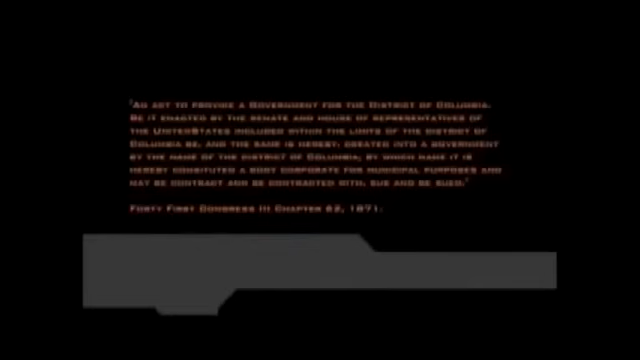 "An act to provide a Government for the District of Columbia.
Be it enacted by the senate and house of representatives of
the UnitedStates included within the limits of the district of
Columbia be, and the same is hereby, created into a government
by the name of the district of Columbia, by which name it is
hereby constituted a body corporate for municipal purposes and
may be contract and be contracted with, sue and be sued."
Forty First Congress III Chapter 62, 1871.